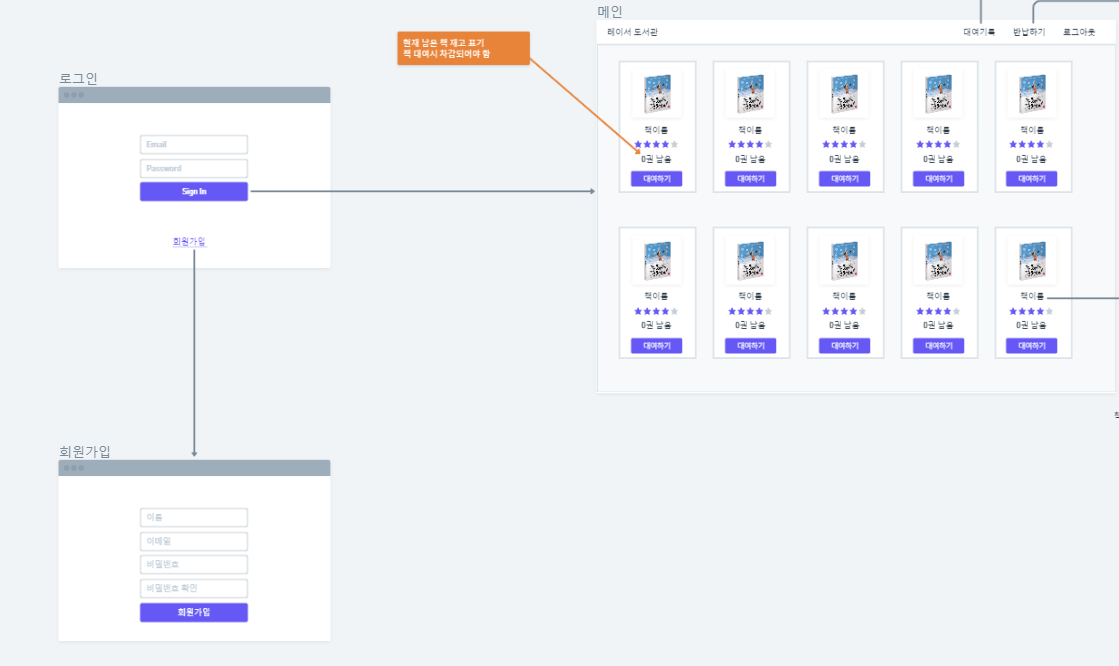 메인
레이서 도서관
대여기록
반납하기
로그아웃
현재 남은 책 재고 표기
책 대여시 차감되어야 함
로그인
Email
Password
Sign In
회원가입
책이름
책이름
책이름
책이름
책이름
0권 남음
0권 남음
0권 남음
0권 남음
0권 남음
대여하기
대여하기
대여하기
대여하기
대여하기
책이름
책이름
책이름
책이름
책이름
0권 남음
0권 남음
0권 남음
0권 남음
0권 남음
대여하기
대여하기
대여하기
대여하기
대여하기
회원가입
이름
이메일
비밀번호
비밀번호 확인
회원가입